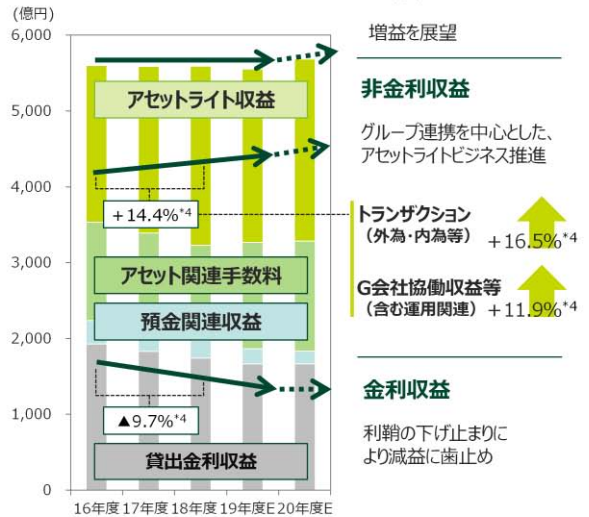 (億円)
6,000
5,000
4,000
3,000
2,000
1,000
0
アセットライト収益
+14.4%*4
アセット関連手数料
預金関連収益
▲9.7%*4
貸出金利収益
16年度 17年度 18年度 19年度E 20年度E
増益を展望
非金利収益
グループ連携を中心とした、
アセットライトビジネス推進
トランザクション
(外為・内為等) +16.5%*4
G会社協働収益等
(含む運用関連) +11.9%*4
金利収益
利鞘の下げ止まりに
より減益に歯止め